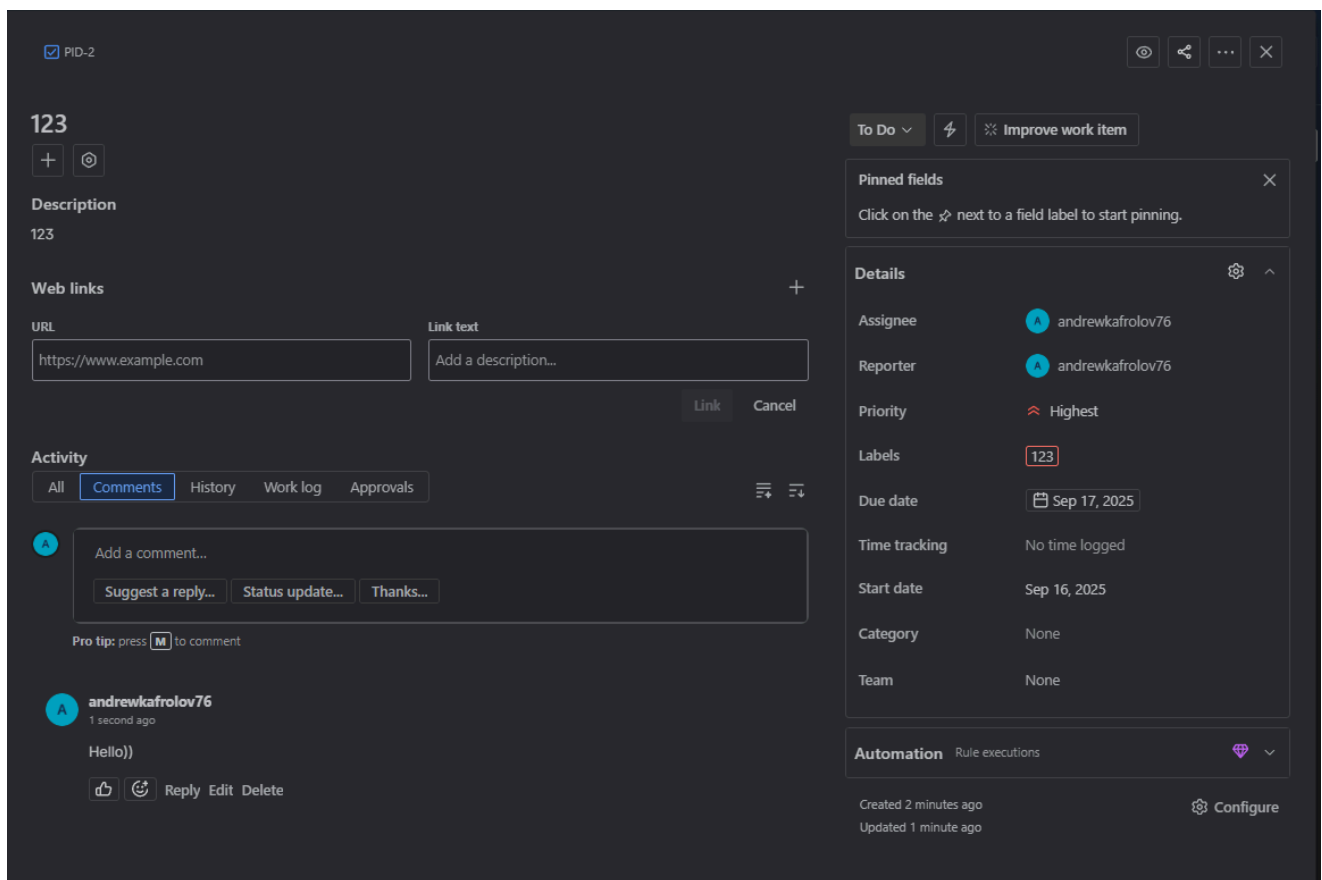 PID-2
123
Description
123
Web links
URL
Link text
https://www.example.com
Add a description...
Link
Cancel
Activity
All
Comments
History
Work log
Approvals
A
Add a comment...
Suggest a reply...
Status update...
Thanks...
Pro tip: press M to comment
A
andrewkafrolov76
1 second ago
Hello))
Reply Edit Delete
To Do
Improve work item
Pinned fields
Click on the next to a field label to start pinning.
Details
Assignee
A andrewkafrolov76
Reporter
A andrewkafrolov76
Priority
Highest
Labels
123
Due date
Sep 17, 2025
Time tracking
No time logged
Start date
Sep 16, 2025
Category
None
Team
None
Automation Rule executions
Created 2 minutes ago
Updated 1 minute ago
Configure